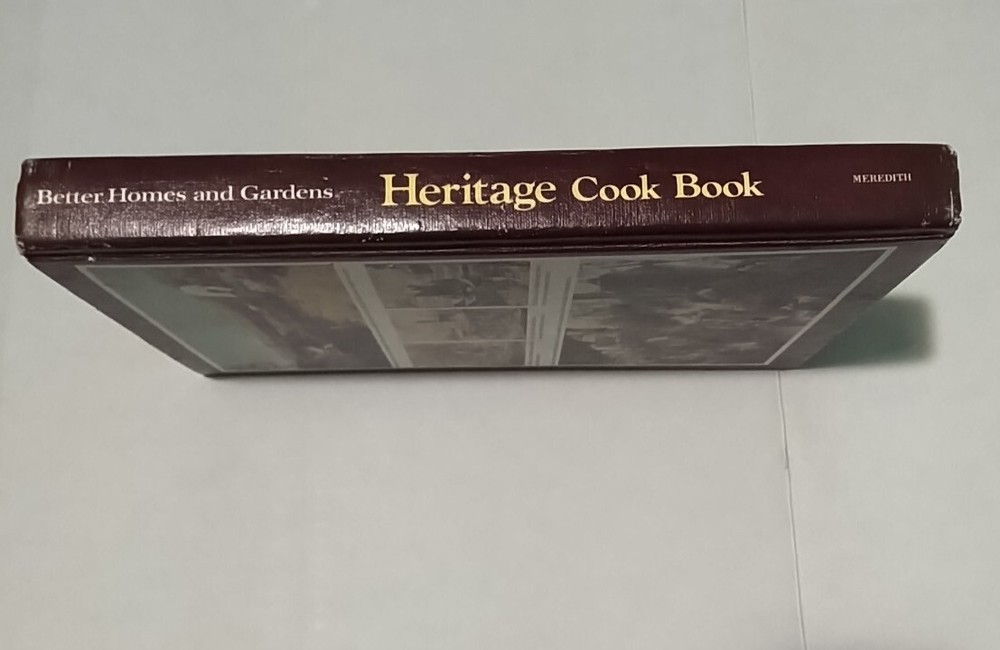 Better Homes and Gardens Heritage Cook Book MEREDITH